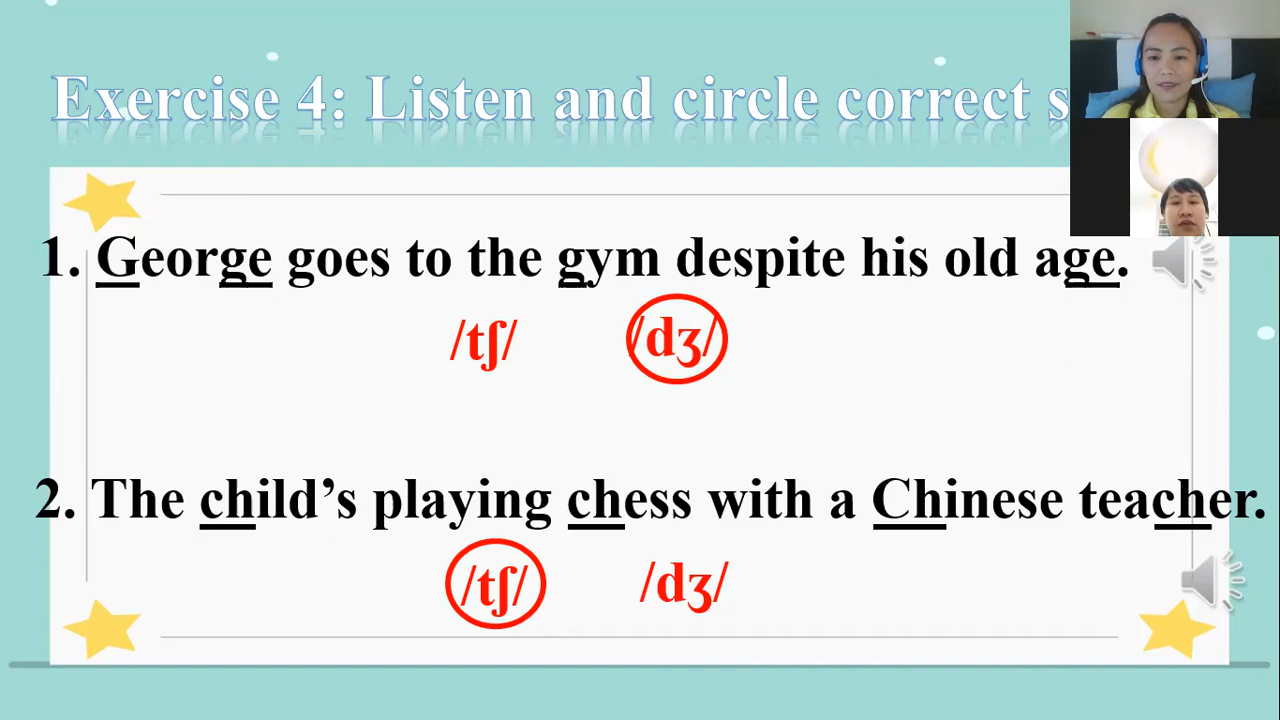 Exercise 4: Listen and circle correct
1. George goes to the gym despite his old age.
/tʃ/ /dʒ/
2. The child’s playing chess with a Chinese teacher.
/tʃ/ /dʒ/